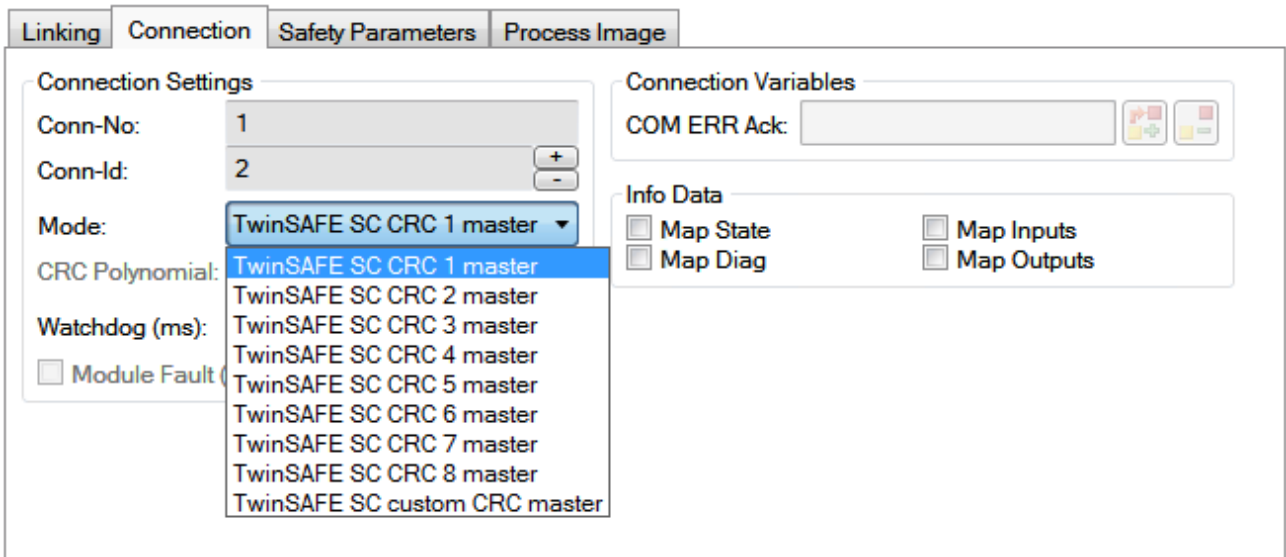 Linking Connection Safety Parameters Process Image
Connection Settings
Conn-No: 1
Conn-Id: 2
+
-
Mode: TwinSAFE SC CRC 1 master
CRC Polynomial:
Watchdog (ms):
Module Fault (
TwinSAFE SC CRC 1 master
TwinSAFE SC CRC 2 master
TwinSAFE SC CRC 3 master
TwinSAFE SC CRC 4 master
TwinSAFE SC CRC 5 master
TwinSAFE SC CRC 6 master
TwinSAFE SC CRC 7 master
TwinSAFE SC CRC 8 master
TwinSAFE SC custom CRC master
Connection Variables
COM ERR Ack:
Info Data
Map State Map Inputs
Map Diag Map Outputs